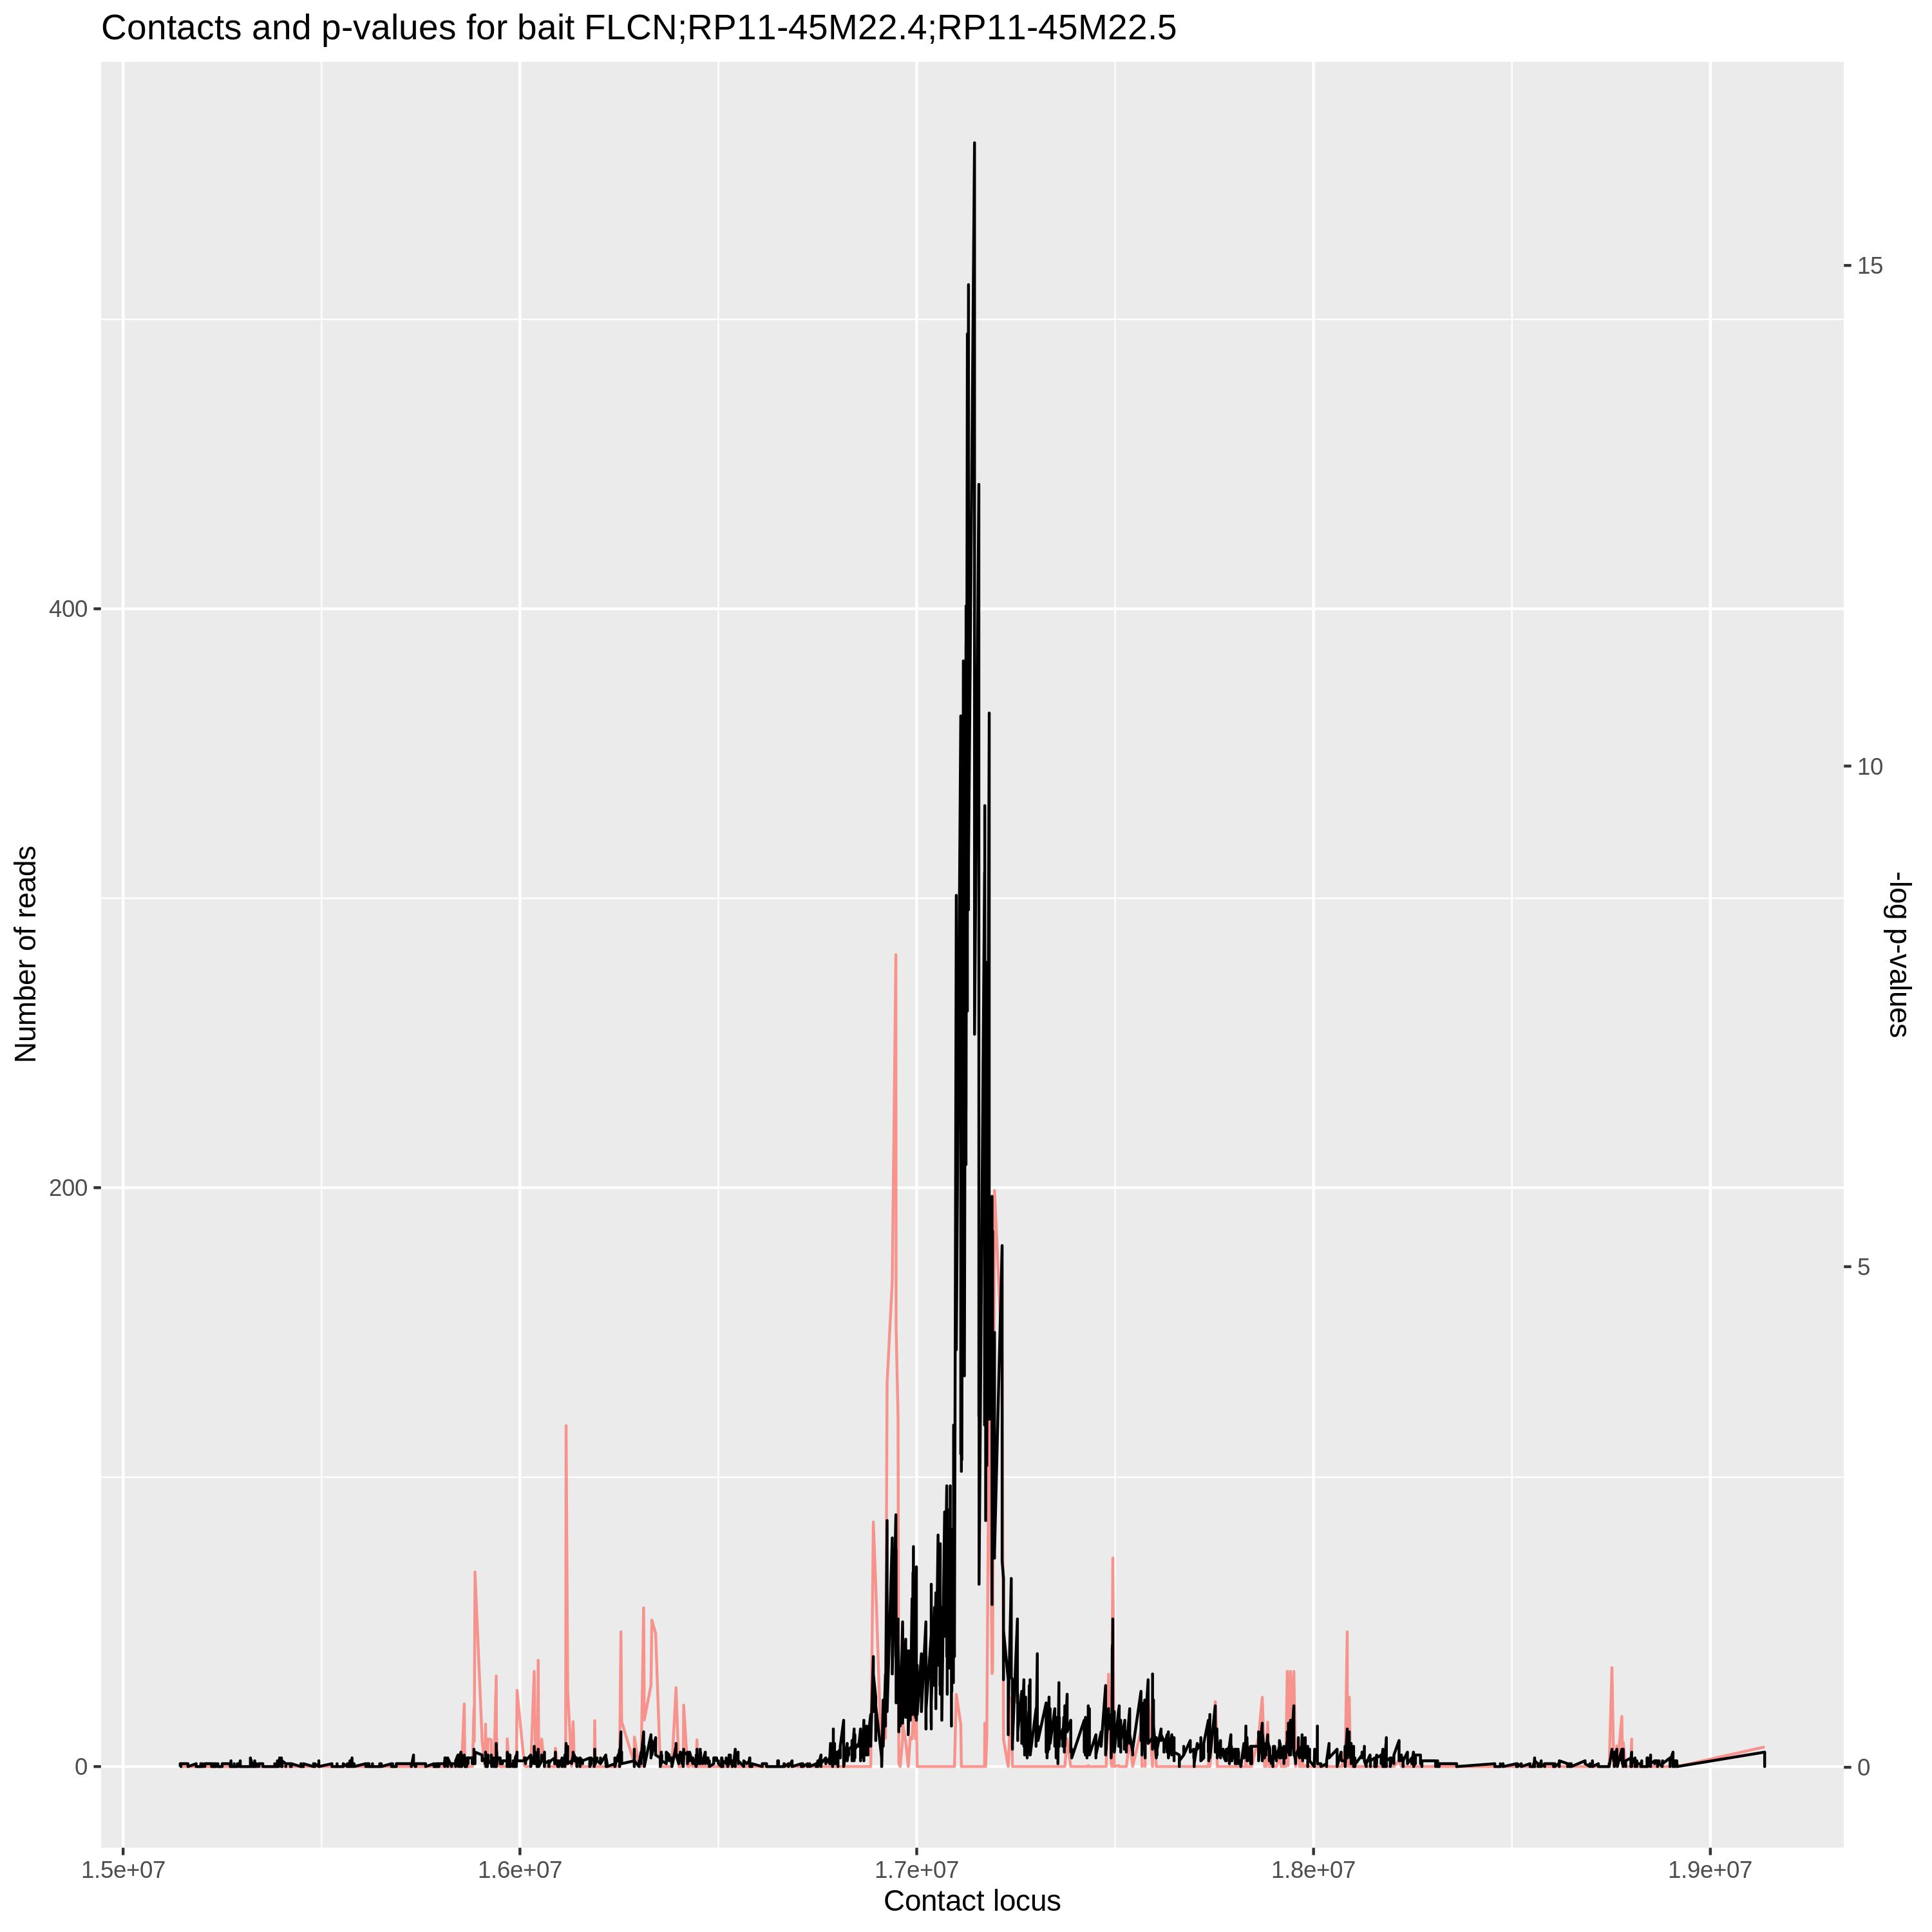 Contacts and p-values for bait FLCN;RP11-45M22.4;RP11-45M22.5
Number of reads
400
200
0
15
10
5
0
-log p-values
1.5e+07
1.6e+07
1.7e+07
1.8e+07
1.9e+07
Contact locus